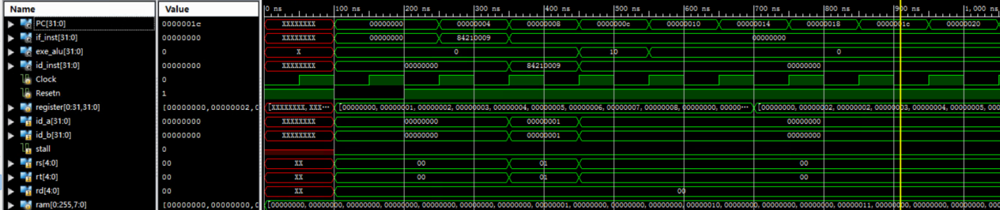 Name Value 0 ns 100 ns 200 ns 300 ns 400 ns 500 ns 600 ns 700 ns 800 ns 900 ns 1,000 ns
PC[31:0] 0000001c XXXXXXXX 00000000 00000004 00000008 0000000c 00000010 00000014 00000018 0000001c 00000020
if_inst[31:0] 00000000 XXXXXXXX 00000000 84210009 00000000
exe_alu[31:0] 0 X 0 10 0
id_inst[31:0] 00000000 XXXXXXXX 00000000 84210009 00000000
Clock 0
Resetn 1
register[0:31,31:0] [00000000,00000002,0 [XXXXXXXX, XXX... [00000000, 00000001, 00000002, 00000003, 00000004, 00000005, 00000006, 00000007, 00000008, 00000000, 00000... [00000000, 00000002, 00000002, 00000003, 00000004, 00000005, 000
id_a[31:0] 00000000 XXXXXXXX 00000000 00000001 00000000
id_b[31:0] 00000000 XXXXXXXX 00000000 00000001 00000000
stall 0
rs[4:0] 00 XX 00 01 00
rt[4:0] 00 XX 00 01 00
rd[4:0] 00 XX 00
ram[0:255,7:0] [00000000,00000000,0 [00000000, 00000000, 00000000, 00000000, 00000000, 00000000, 00000000, 00000001, 00000000, 00000000, 00000000, 00000010, 00000000, 00000000, 00000000, 00000011, 00000000, 00000000, 00000000